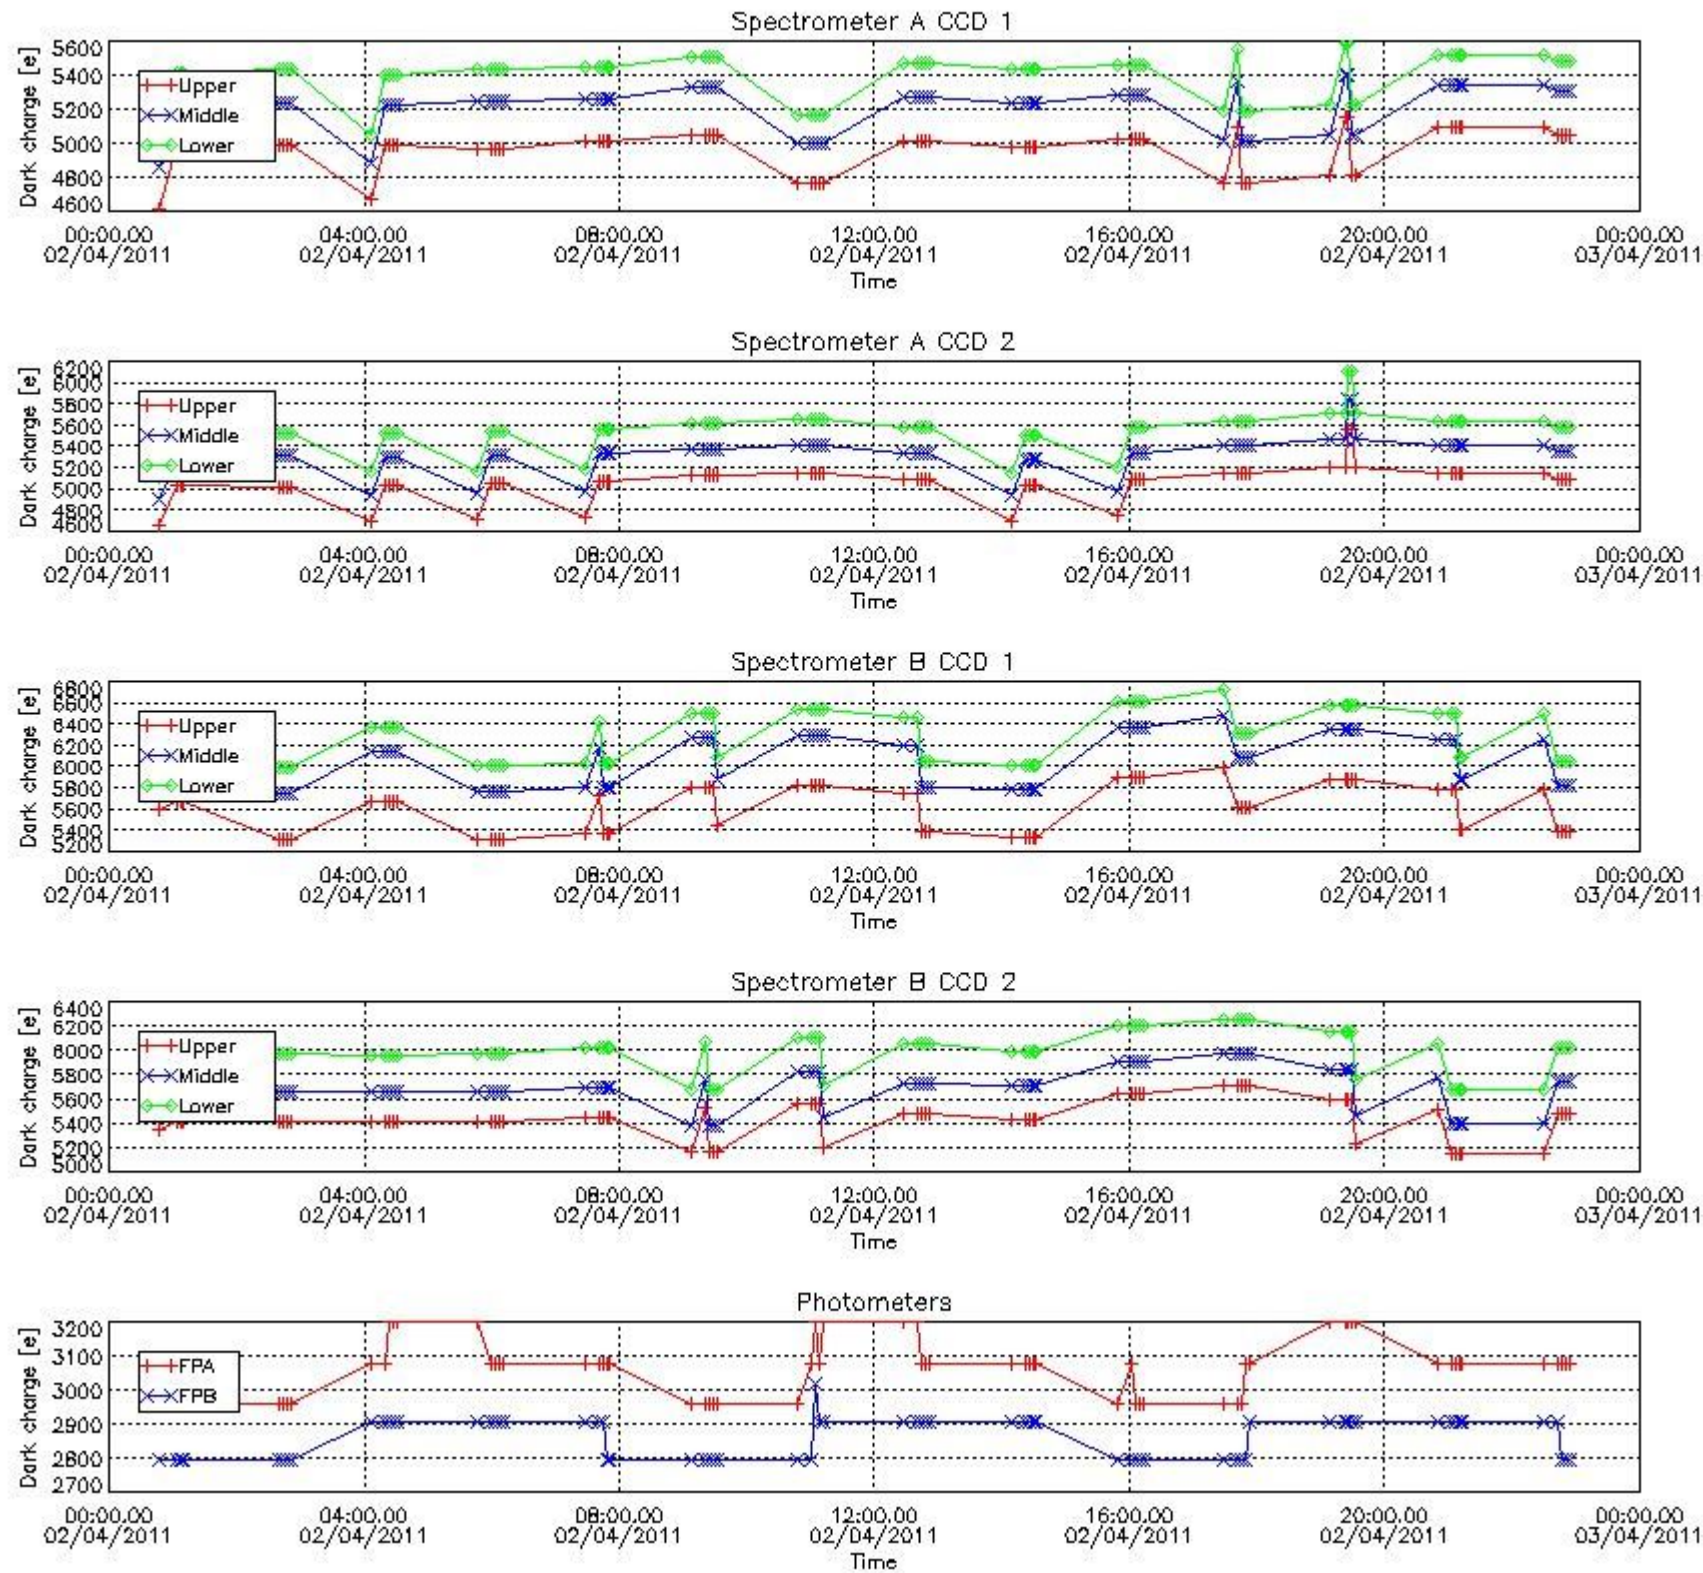 Spectrometer A CCD 1
Dark charge [e]
5600
5400
5200
5000
4800
4600
Upper
Middle
Lower
00:00.00 04:00.00 08:00.00 12:00.00 16:00.00 20:00.00 00:00.00
02/04/2011 02/04/2011 02/04/2011 02/04/2011 02/04/2011 02/04/2011 03/04/2011
Time
Spectrometer A CCD 2
Dark charge [e]
6200
6000
5800
5600
5400
5200
5000
4800
4600
Upper
Middle
Lower
00:00.00 04:00.00 08:00.00 12:00.00 16:00.00 20:00.00 00:00.00
02/04/2011 02/04/2011 02/04/2011 02/04/2011 02/04/2011 02/04/2011 03/04/2011
Time
Spectrometer B CCD 1
Dark charge [e]
6800
6600
6400
6200
6000
5800
5600
5400
5200
Upper
Middle
Lower
00:00.00 04:00.00 08:00.00 12:00.00 16:00.00 20:00.00 00:00.00
02/04/2011 02/04/2011 02/04/2011 02/04/2011 02/04/2011 02/04/2011 03/04/2011
Time
Spectrometer B CCD 2
Dark charge [e]
6400
6200
6000
5800
5600
5400
5200
5000
Upper
Middle
Lower
00:00.00 04:00.00 08:00.00 12:00.00 16:00.00 20:00.00 00:00.00
02/04/2011 02/04/2011 02/04/2011 02/04/2011 02/04/2011 02/04/2011 03/04/2011
Time
Photometers
Dark charge [e]
3200
3100
3000
2900
2800
2700
FPA
FPB
00:00.00 04:00.00 08:00.00 12:00.00 16:00.00 20:00.00 00:00.00
02/04/2011 02/04/2011 02/04/2011 02/04/2011 02/04/2011 02/04/2011 03/04/2011
Time